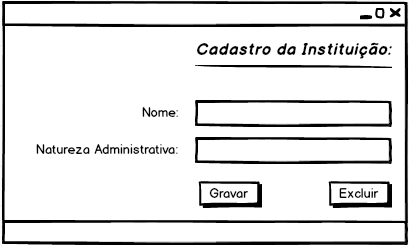 Cadastro da Instituição:
Nome:
Natureza Administrativa:
Gravar Excluir